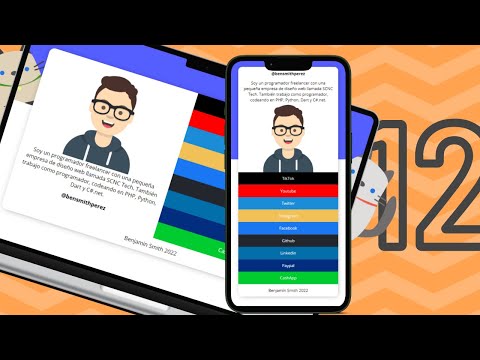 Soy un programador freelancer con una pequeña
empresa de diseño web llamada SCNC Tech. También
trabajo como programador, codeando en PHP, Python,
Dart y C# net.
@bensmithperez
Benjamin Smith 2022
CashApp
@bensmithperez
Soy un programador freelancer con una
pequeña empresa de diseño web llamada SCNC
Tech. También trabajo como programador,
codeando en PHP, Python, Dart y C# net.
TikTok
Youtube
Twitter
Instagram
Facebook
Github
LinkedIn
Paypal
CashApp
Benjamin Smith 2022
12